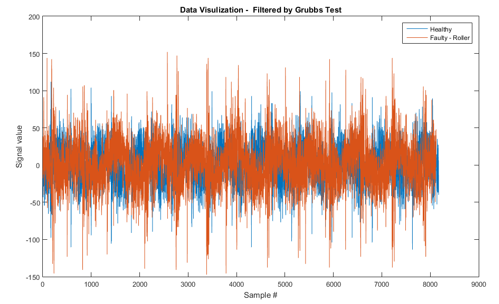 Data Visulization - Filtered by Grubbs Test
Healthy
Faulty - Roller
Signal value
200
150
100
50
0
-50
-100
-150
0 1000 2000 3000 4000 5000 6000 7000 8000 9000
Sample #